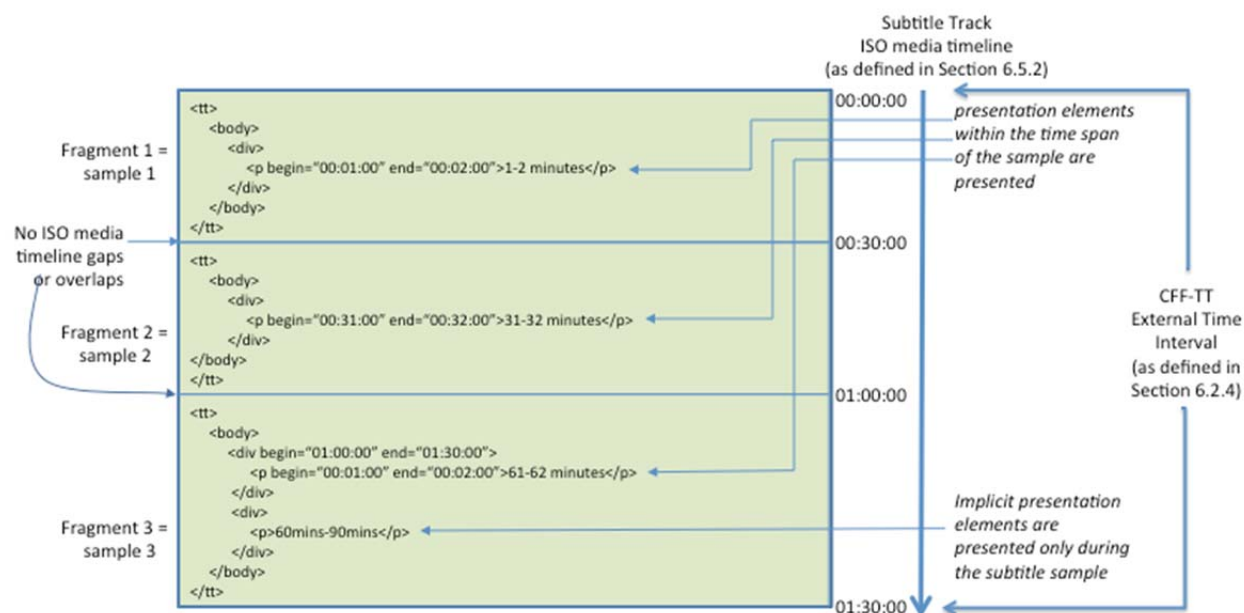 Subtitle Track
ISO media timeline
(as defined in Section 6.5.2)
Fragment 1 =
sample 1
<tt>
<body>
<div>
<p begin=“00:01:00” end=“00:02:00”>1-2 minutes</p>
</div>
</body>
</tt>
00:00:00
presentation elements
within the time span
of the sample are
presented
No ISO media
timeline gaps
or overlaps
00:30:00
Fragment 2 =
sample 2
<tt>
<body>
<div>
<p begin=“00:31:00” end=“00:32:00”>31-32 minutes</p>
</div>
</body>
</tt>
CFF-TT
External Time
Interval
(as defined in
Section 6.2.4)
01:00:00
Fragment 3 =
sample 3
<tt>
<body>
<div begin=“01:00:00” end=“01:30:00”>
<p begin=“00:01:00” end=“00:02:00”>61-62 minutes</p>
</div>
<div>
<p>60mins-90mins</p>
</div>
</body>
</tt>
Implicit presentation
elements are
presented only during
the subtitle sample
01:30:00